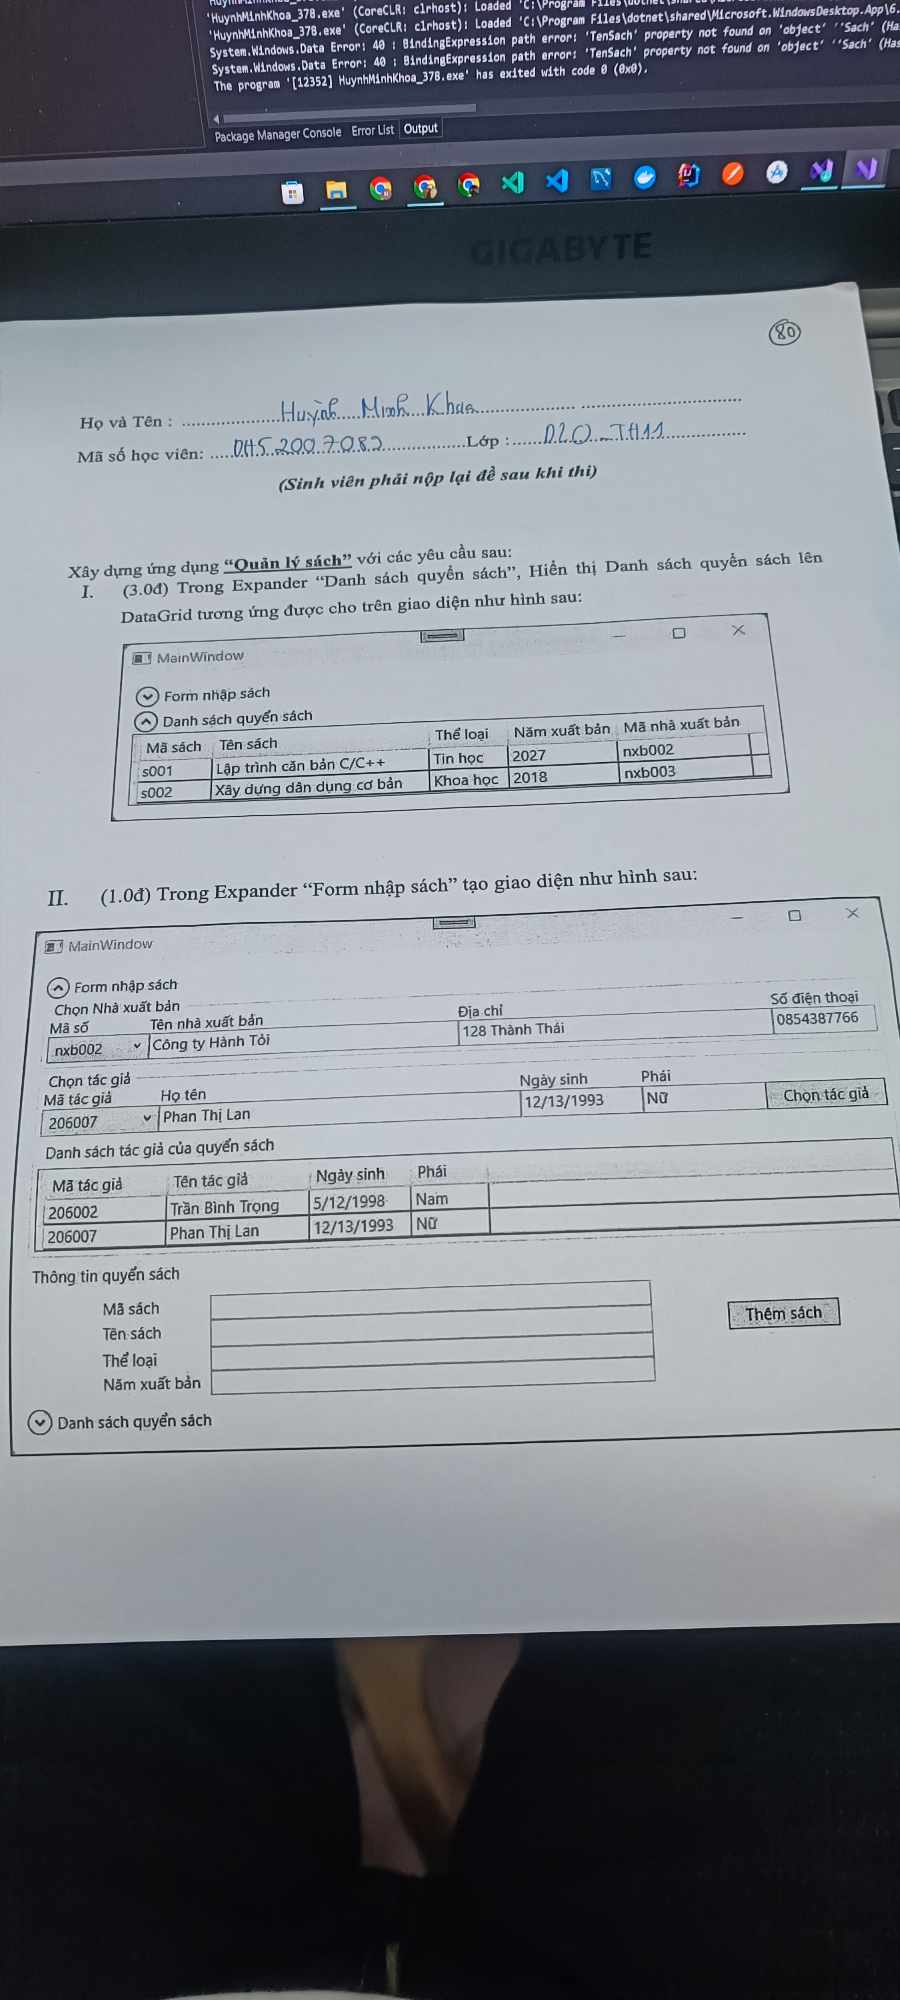 'HuynhMinhKhoa_378.exe' (CoreCLR: clrhost): Loaded 'C:\Program Files\dotnet\
'HuynhMinhKhoa_378.exe' (CoreCLR: clrhost): Loaded 'C:\Program Files\dotnet\shared\Microsoft.WindowsDesktop.App\6.
System.Windows.Data Error: 40 : BindingExpression path error: 'TenSach' property not found on 'object' ''Sach' (Ha
System.Windows.Data Error: 40 : BindingExpression path error: 'TenSach' property not found on 'object' ''Sach' (Has
The program '[12352] HuynhMinhKhoa_378.exe' has exited with code 0 (0x0).
Package Manager Console Error List Output
GIGABYTE
80
Họ và Tên : Huỳnh Minh Khoa
Mã số học viên: DH52007082 Lớp : D20_TH11
(Sinh viên phải nộp lại đề sau khi thi)
Xây dựng ứng dụng “Quản lý sách” với các yêu cầu sau:
I. (3.0đ) Trong Expander “Danh sách quyển sách”, Hiển thị Danh sách quyển sách lên
DataGrid tương ứng được cho trên giao diện như hình sau:
MainWindow
Form nhập sách
Danh sách quyển sách
Mã sách Tên sách Thể loại Năm xuất bản Mã nhà xuất bản
s001 Lập trình căn bản C/C++ Tin học 2027 nxb002
s002 Xây dựng dân dụng cơ bản Khoa học 2018 nxb003
II. (1.0đ) Trong Expander “Form nhập sách” tạo giao diện như hình sau:
MainWindow
Form nhập sách
Chọn Nhà xuất bản
Mã số Tên nhà xuất bản Địa chỉ Số điện thoại
nxb002 Công ty Hành Tỏi 128 Thành Thái 0854387766
Chọn tác giả
Mã tác giả Họ tên Ngày sinh Phái
206007 Phan Thị Lan 12/13/1993 Nữ Chọn tác giả
Danh sách tác giả của quyển sách
Mã tác giả Tên tác giả Ngày sinh Phái
206002 Trần Bình Trọng 5/12/1998 Nam
206007 Phan Thị Lan 12/13/1993 Nữ
Thông tin quyển sách
Mã sách
Tên sách
Thể loại
Năm xuất bản
Thêm sách
Danh sách quyển sách